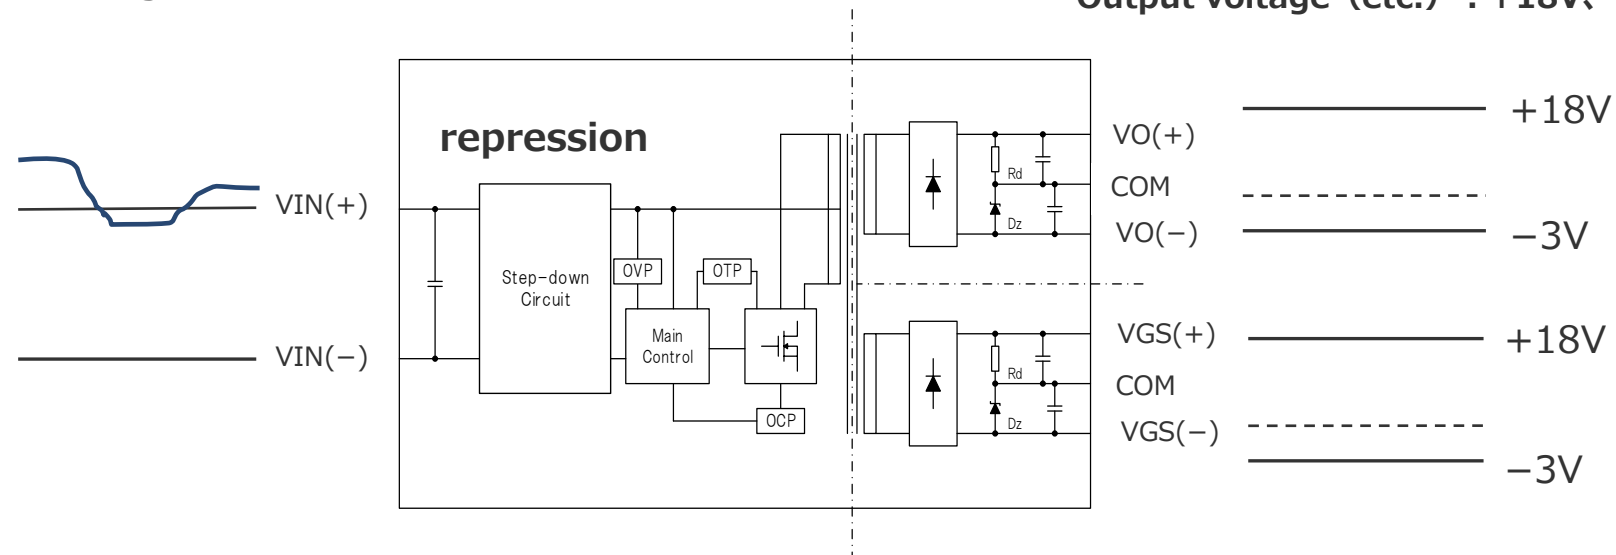 Output voltage (etc.) : +18V、
repression
VIN(+)
VIN(−)
Step-down
Circuit
OVP
OTP
Main
Control
OCP
Rd
Dz
Rd
Dz
VO(+)
COM
VO(−)
VGS(+)
COM
VGS(−)
+18V
−3V
+18V
−3V